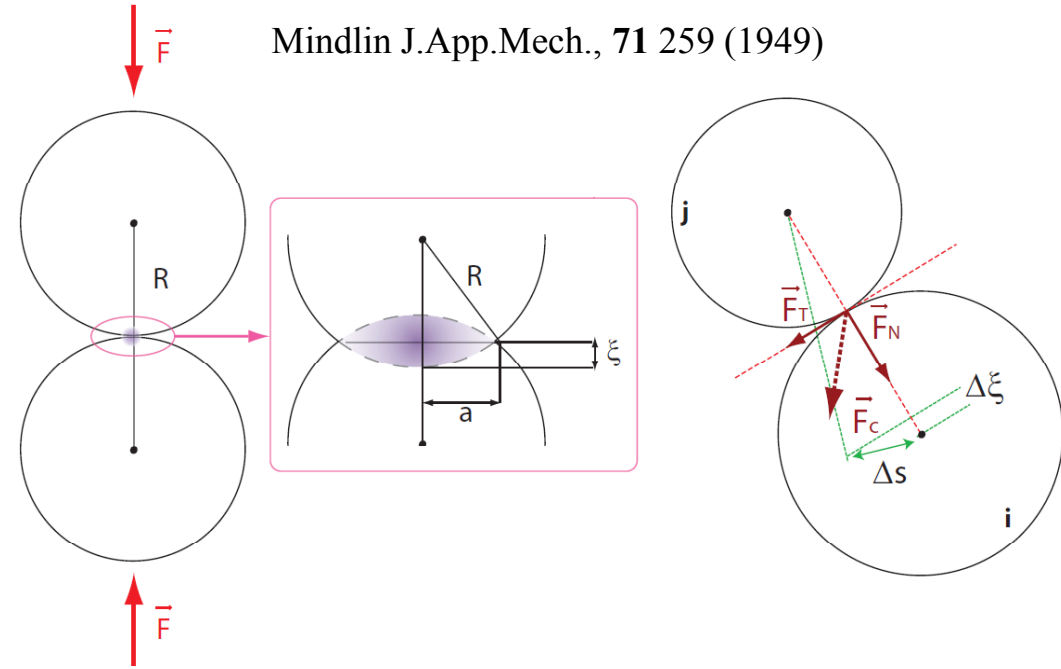 Mindlin J.App.Mech., 71 259 (1949)
F
R
F
R
ξ
a
j
F_T
F_N
F_c
Δξ
Δs
i